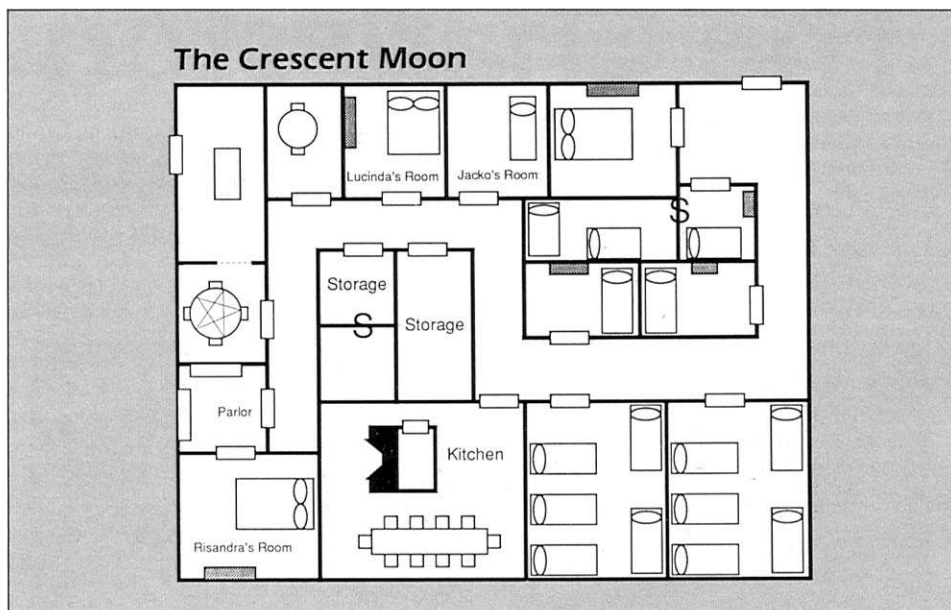 The Crescent Moon
Lucinda's Room
Jacko's Room
S
Storage
S
Storage
Parlor
Kitchen
Risandra's Room